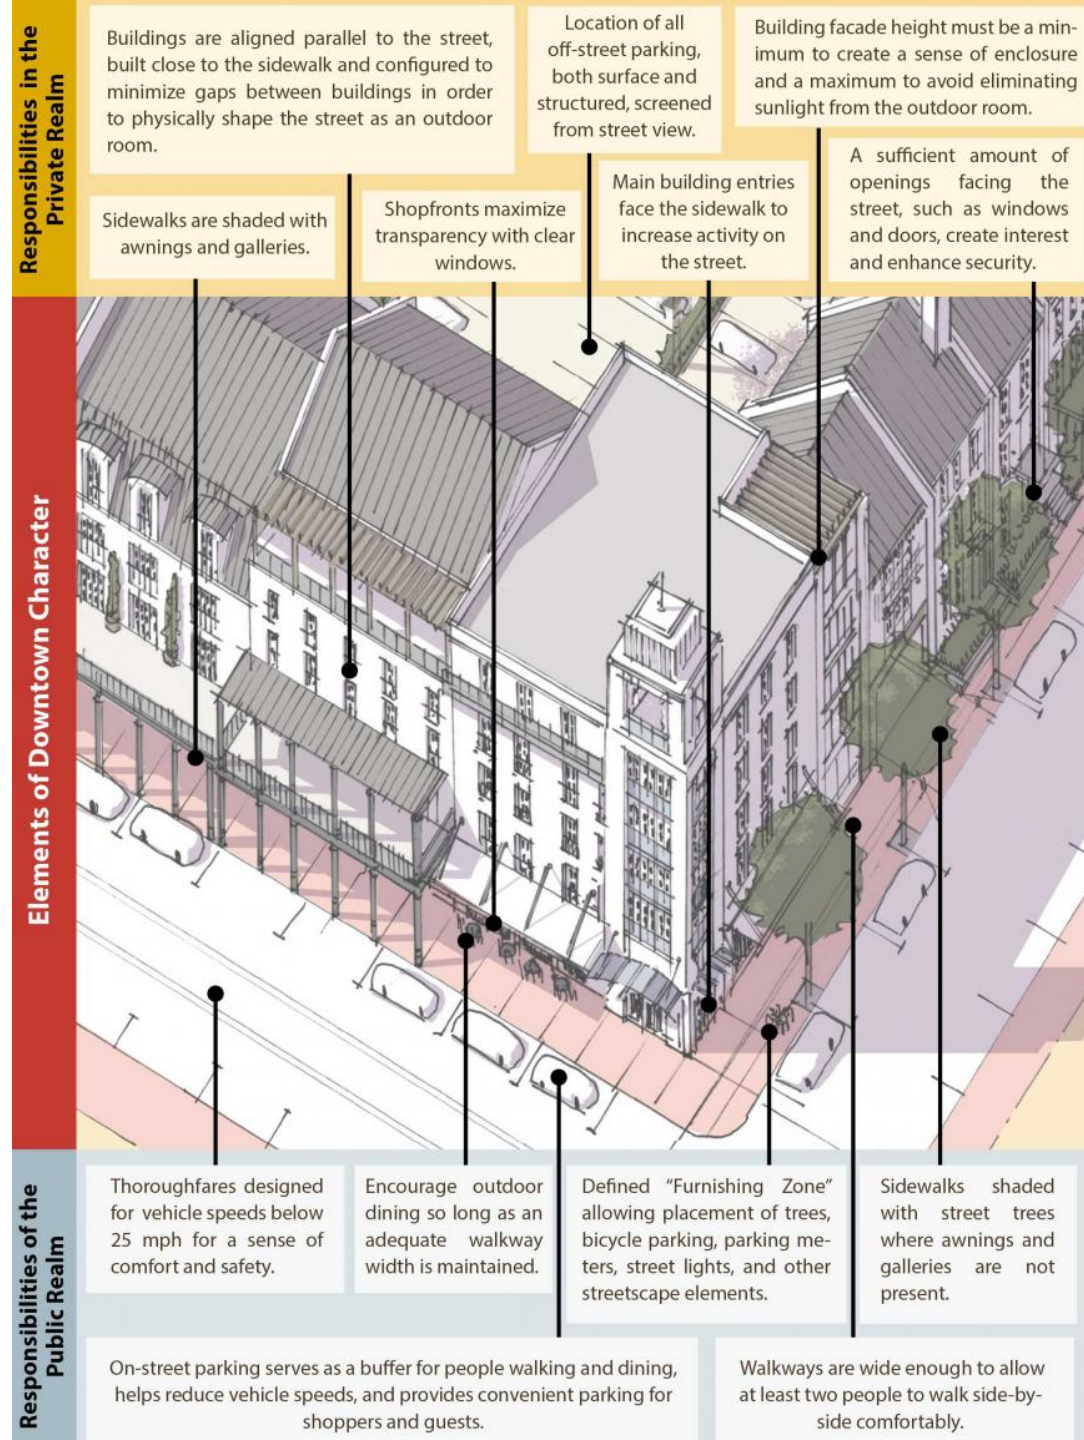 Responsibilities in the
Private Realm
Buildings are aligned parallel to the street,
built close to the sidewalk and configured to
minimize gaps between buildings in order
to physically shape the street as an outdoor
room.
Location of all
off-street parking,
both surface and
structured, screened
from street view.
Building facade height must be a min-
imum to create a sense of enclosure
and a maximum to avoid eliminating
sunlight from the outdoor room.
Sidewalks are shaded with
awnings and galleries.
Shopfronts maximize
transparency with clear
windows.
Main building entries
face the sidewalk to
increase activity on
the street.
A sufficient amount of
openings facing the
street, such as windows
and doors, create interest
and enhance security.
Elements of Downtown Character
Responsibilities of the
Public Realm
Thoroughfares designed
for vehicle speeds below
25 mph for a sense of
comfort and safety.
Encourage outdoor
dining so long as an
adequate walkway
width is maintained.
Defined “Furnishing Zone”
allowing placement of trees,
bicycle parking, parking me-
ters, street lights, and other
streetscape elements.
Sidewalks shaded
with street trees
where awnings and
galleries are not
present.
On-street parking serves as a buffer for people walking and dining,
helps reduce vehicle speeds, and provides convenient parking for
shoppers and guests.
Walkways are wide enough to allow
at least two people to walk side-by-
side comfortably.